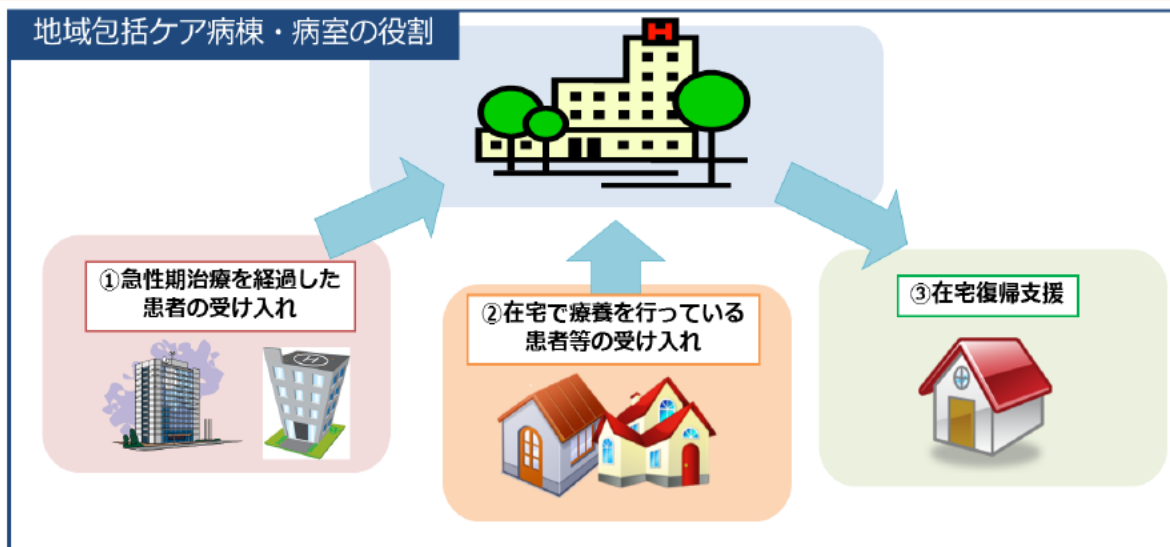 地域包括ケア病棟・病室の役割
H
①急性期治療を経過した
患者の受け入れ
H
②在宅で療養を行っている
患者等の受け入れ
③在宅復帰支援